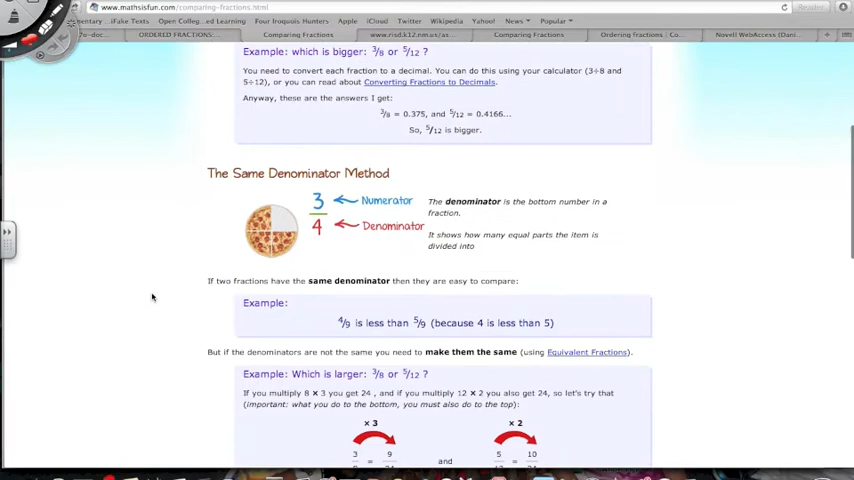 www.mathsisfun.com/comparing-fractions.html
Reader
ementary ...iFake Texts Open Colleg...ed Learning Four Iroquois Hunters Apple iCloud Twitter Wikipedia Yahoo! News Popular
ORDERED FRACTIONS: ... Comparing Fractions www.risd.k12.nm.us/as... Comparing Fractions Ordering fractions | Co... Novell WebAccess (Dani...
Example: which is bigger: 3/8 or 5/12 ?
You need to convert each fraction to a decimal. You can do this using your calculator (3÷8 and
5÷12), or you can read about Converting Fractions to Decimals.
Anyway, these are the answers I get:
3/8 = 0.375, and 5/12 = 0.4166...
So, 5/12 is bigger.
The Same Denominator Method
3 Numerator
4 Denominator
The denominator is the bottom number in a
fraction.
It shows how many equal parts the item is
divided into
If two fractions have the same denominator then they are easy to compare:
Example:
4/9 is less than 5/9 (because 4 is less than 5)
But if the denominators are not the same you need to make them the same (using Equivalent Fractions).
Example: Which is larger: 3/8 or 5/12 ?
If you multiply 8 × 3 you get 24 , and if you multiply 12 × 2 you also get 24, so let's try that
(important: what you do to the bottom, you must also do to the top):
× 3 × 2
3 = 9 and 5 = 10